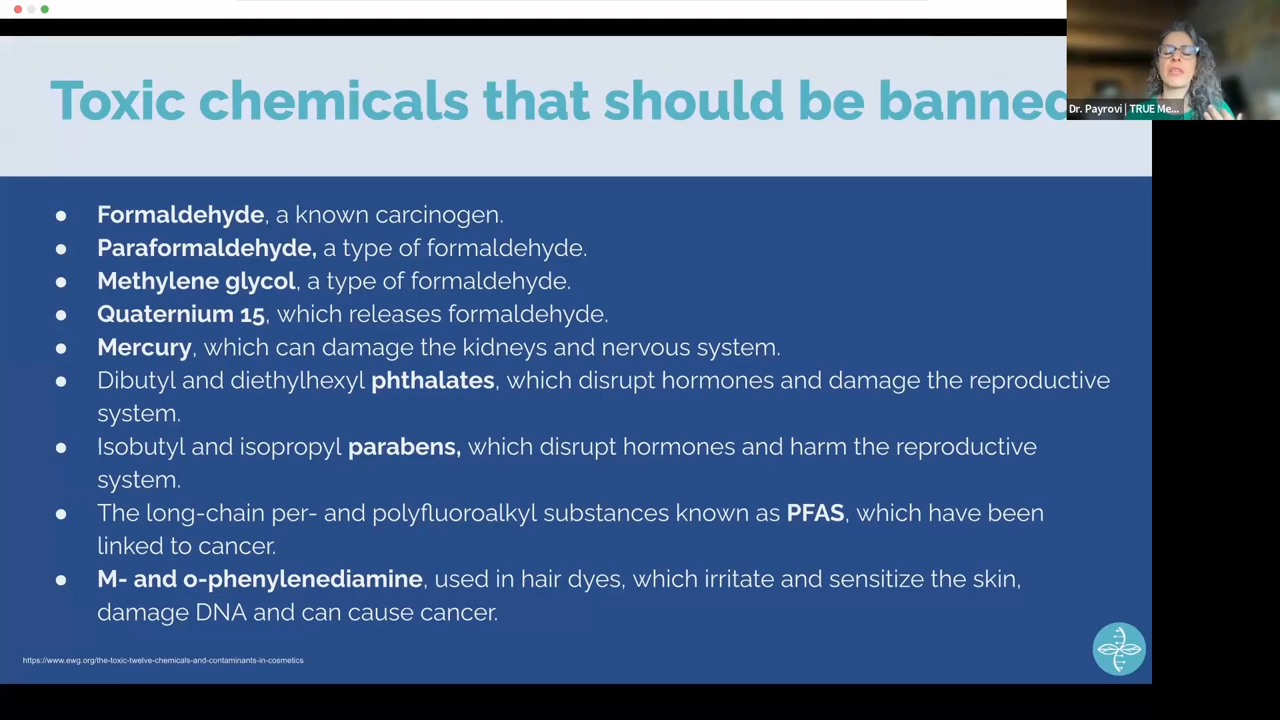 Toxic chemicals that should be banned
Dr. Payrovi | TRUE Me...
● Formaldehyde, a known carcinogen.
● Paraformaldehyde, a type of formaldehyde.
● Methylene glycol, a type of formaldehyde.
● Quaternium 15, which releases formaldehyde.
● Mercury, which can damage the kidneys and nervous system.
● Dibutyl and diethylhexyl phthalates, which disrupt hormones and damage the reproductive
system.
● Isobutyl and isopropyl parabens, which disrupt hormones and harm the reproductive
system.
● The long-chain per- and polyfluoroalkyl substances known as PFAS, which have been
linked to cancer.
● M- and o-phenylenediamine, used in hair dyes, which irritate and sensitize the skin,
damage DNA and can cause cancer.
https://www.ewg.org/the-toxic-twelve-chemicals-and-contaminants-in-cosmetics